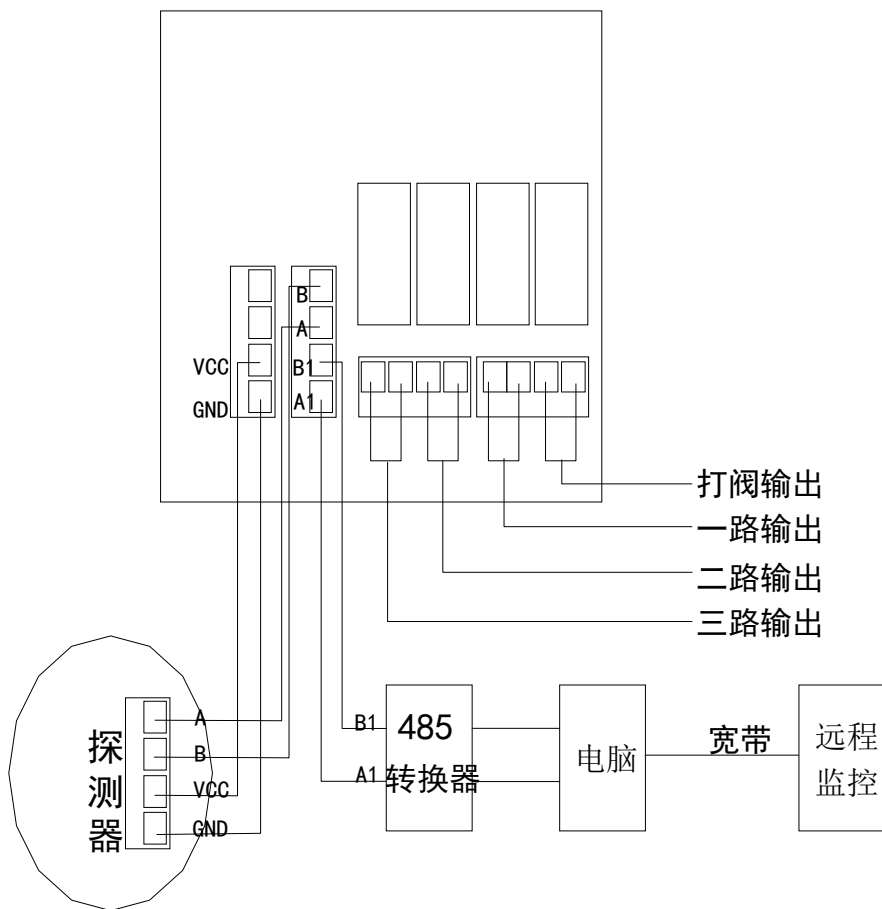 B
A
VCC
B1
GND
A1
打阀输出
一路输出
二路输出
三路输出
探测器
A
B
VCC
GND
B1
A1
485
转换器
电脑
宽带
远程
监控